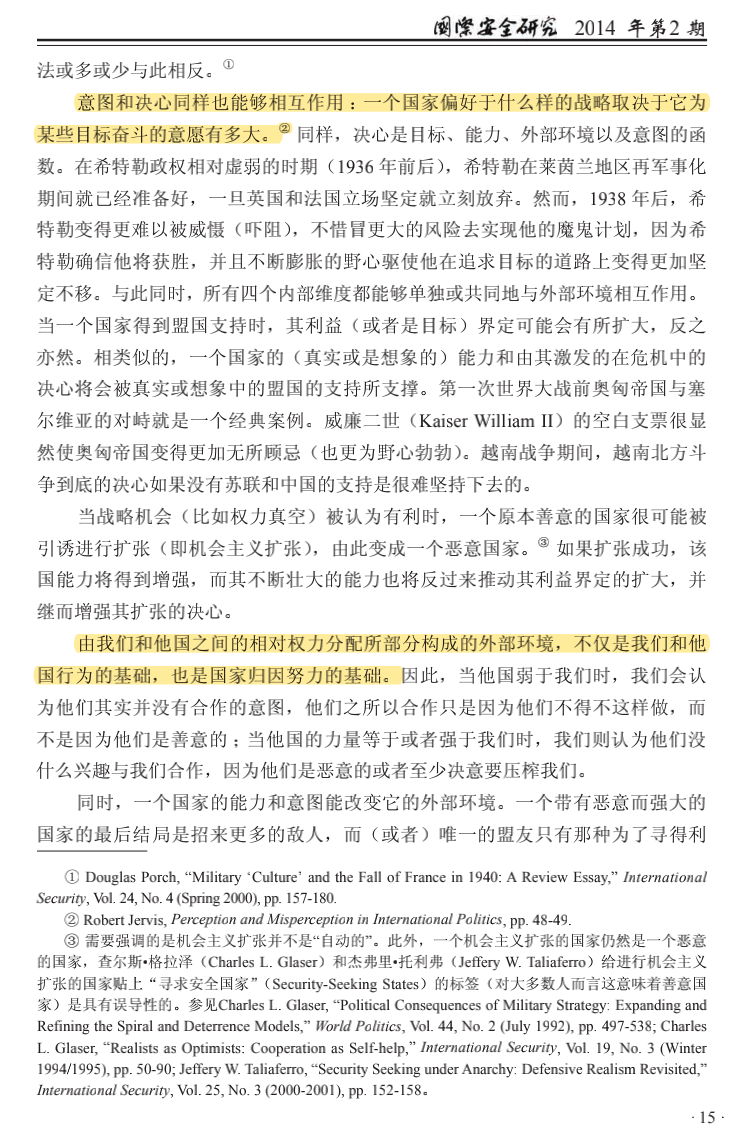 国际安全研究 2014 年第2 期
法或多或少与此相反。①
意图和决心同样也能够相互作用：一个国家偏好于什么样的战略取决于它为
某些目标奋斗的意愿有多大。② 同样，决心是目标、能力、外部环境以及意图的函
数。在希特勒政权相对虚弱的时期（1936 年前后），希特勒在莱茵兰地区再军事化
期间就已经准备好，一旦英国和法国立场坚定就立刻放弃。然而，1938 年后，希
特勒变得更难以被威慑（吓阻），不惜冒更大的风险去实现他的魔鬼计划，因为希
特勒确信他将获胜，并且不断膨胀的野心驱使他在追求目标的道路上变得更加坚
定不移。与此同时，所有四个内部维度都能够单独或共同地与外部环境相互作用。
当一个国家得到盟国支持时，其利益（或者是目标）界定可能会有所扩大，反之
亦然。相类似的，一个国家的（真实或是想象的）能力和由其激发的在危机中的
决心将会被真实或想象中的盟国的支持所支撑。第一次世界大战前奥匈帝国与塞
尔维亚的对峙就是一个经典案例。威廉二世（Kaiser William II）的空白支票很显
然使奥匈帝国变得更加无所顾忌（也更为野心勃勃）。越南战争期间，越南北方斗
争到底的决心如果没有苏联和中国的支持是很难坚持下去的。
当战略机会（比如权力真空）被认为有利时，一个原本善意的国家很可能被
引诱进行扩张（即机会主义扩张），由此变成一个恶意国家。③ 如果扩张成功，该
国能力将得到增强，而其不断壮大的能力也将反过来推动其利益界定的扩大，并
继而增强其扩张的决心。
由我们和他国之间的相对权力分配所部分构成的外部环境，不仅是我们和他
国行为的基础，也是国家归因努力的基础。因此，当他国弱于我们时，我们会认
为他们其实并没有合作的意图，他们之所以合作只是因为他们不得不这样做，而
不是因为他们是善意的；当他国的力量等于或者强于我们时，我们则认为他们没
什么兴趣与我们合作，因为他们是恶意的或者至少决意要压榨我们。
同时，一个国家的能力和意图能改变它的外部环境。一个带有恶意而强大的
国家的最后结局是招来更多的敌人，而（或者）唯一的盟友只有那种为了寻得利
① Douglas Porch, “Military ‘Culture’ and the Fall of France in 1940: A Review Essay,” International
Security, Vol. 24, No. 4 (Spring 2000), pp. 157-180.
② Robert Jervis, Perception and Misperception in International Politics, pp. 48-49.
③ 需要强调的是机会主义扩张并不是“自动的”。此外，一个机会主义扩张的国家仍然是一个恶意
的国家，查尔斯•格拉泽（Charles L. Glaser）和杰弗里•托利弗（Jeffery W. Taliaferro）给进行机会主义
扩张的国家贴上“寻求安全国家”（Security-Seeking States）的标签（对大多数人而言这意味着善意国
家）是具有误导性的。参见Charles L. Glaser, “Political Consequences of Military Strategy: Expanding and
Refining the Spiral and Deterrence Models,” World Politics, Vol. 44, No. 2 (July 1992), pp. 497-538; Charles
L. Glaser, “Realists as Optimists: Cooperation as Self-help,” International Security, Vol. 19, No. 3 (Winter
1994/1995), pp. 50-90; Jeffery W. Taliaferro, “Security Seeking under Anarchy: Defensive Realism Revisited,”
International Security, Vol. 25, No. 3 (2000-2001), pp. 152-158。
· 15 ·